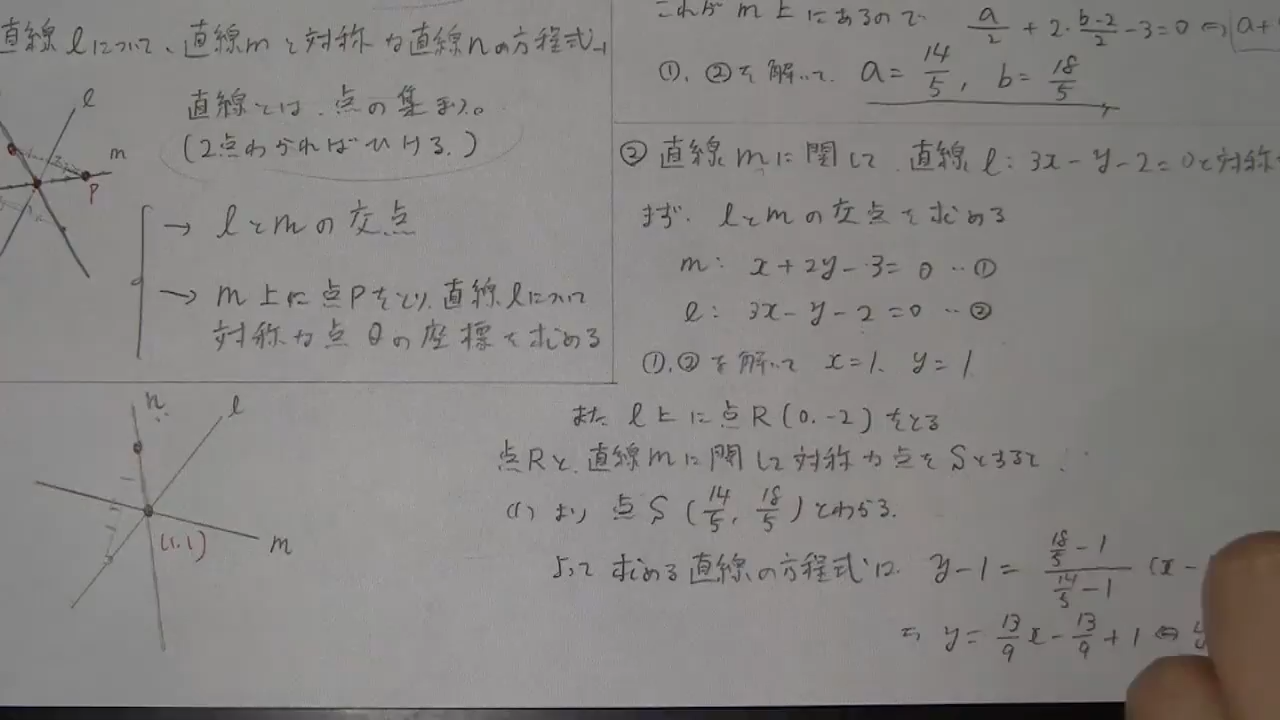 直線ℓについて、直線mと対称な直線nの方程式
直線とは、点の集まり。
(2点わかればひける。)
ℓ
m
P
→ ℓとmの交点
→ m上に点Pをとり、直線ℓについて
対称な点Qの座標を求める
n
ℓ
m
(1,1)
これが m上にあるので a/2 + 2・(b-2)/2 - 3 = 0
①, ②を解いて a = 14/5, b = 18/5
② 直線mに関して、直線ℓ: 3x - y - 2 = 0と対称
まず、ℓとmの交点を求める
m: x + 2y - 3 = 0 … ①
ℓ: 3x - y - 2 = 0 … ②
①, ②を解いて x = 1, y = 1
また ℓ上に点R(0, -2)をとる
点Rと、直線mに関して対称な点をSとすると
(1)より 点S(14/5, 18/5)とわかる.
よって 求める直線の方程式は y - 1 = (18/5 - 1)/(14/5 - 1) (x -
y = 13/9 x - 13/9 + 1 ⇔ y